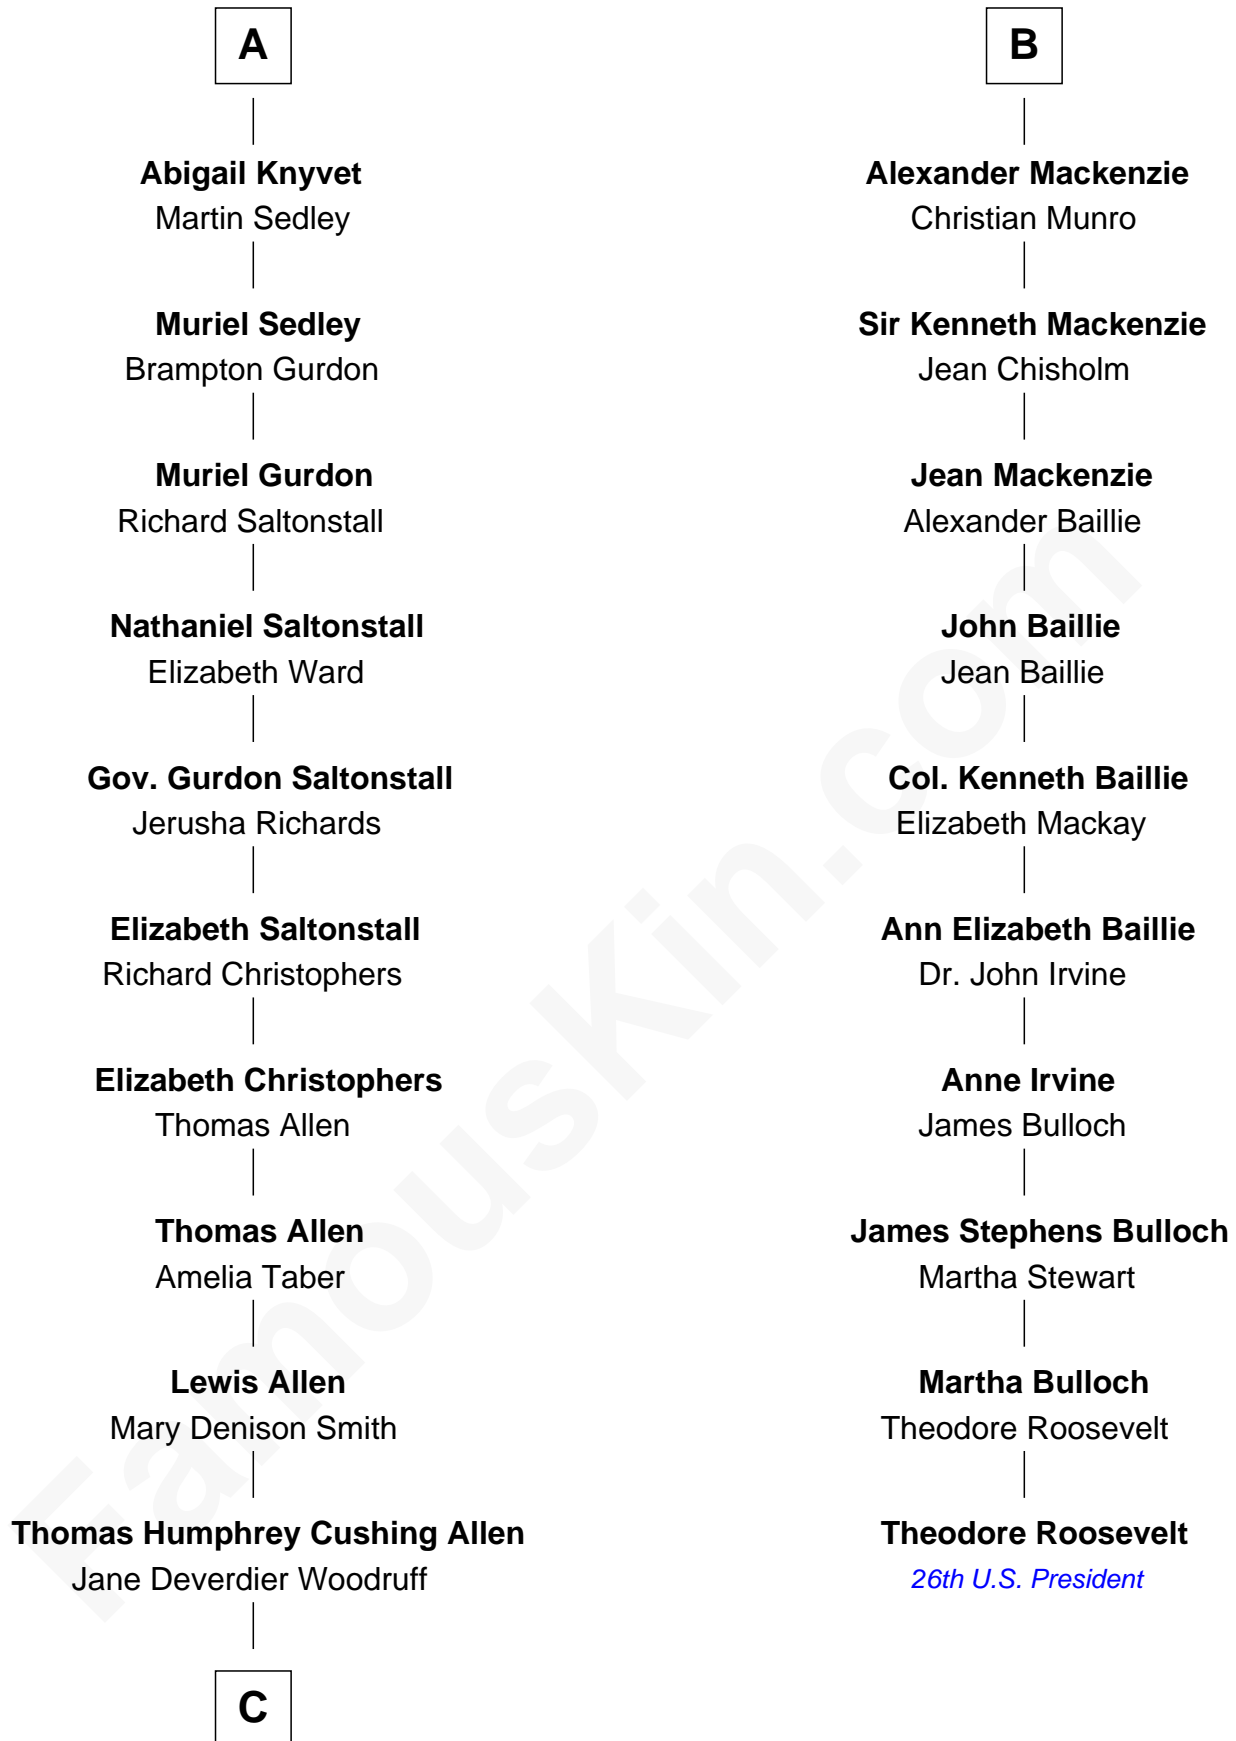 A
Abigail Knyvet
Martin Sedley
Muriel Sedley
Brampton Gurdon
Muriel Gurdon
Richard Saltonstall
Nathaniel Saltonstall
Elizabeth Ward
Gov. Gurdon Saltonstall
Jerusha Richards
Elizabeth Saltonstall
Richard Christophers
Elizabeth Christophers
Thomas Allen
Thomas Allen
Amelia Taber
Lewis Allen
Mary Denison Smith
Thomas Humphrey Cushing Allen
Jane Deverdier Woodruff
C
B
Alexander Mackenzie
Christian Munro
Sir Kenneth Mackenzie
Jean Chisholm
Jean Mackenzie
Alexander Baillie
John Baillie
Jean Baillie
Col. Kenneth Baillie
Elizabeth Mackay
Ann Elizabeth Baillie
Dr. John Irvine
Anne Irvine
James Bulloch
James Stephens Bulloch
Martha Stewart
Martha Bulloch
Theodore Roosevelt
Theodore Roosevelt
26th U.S. President
FamousKin.com